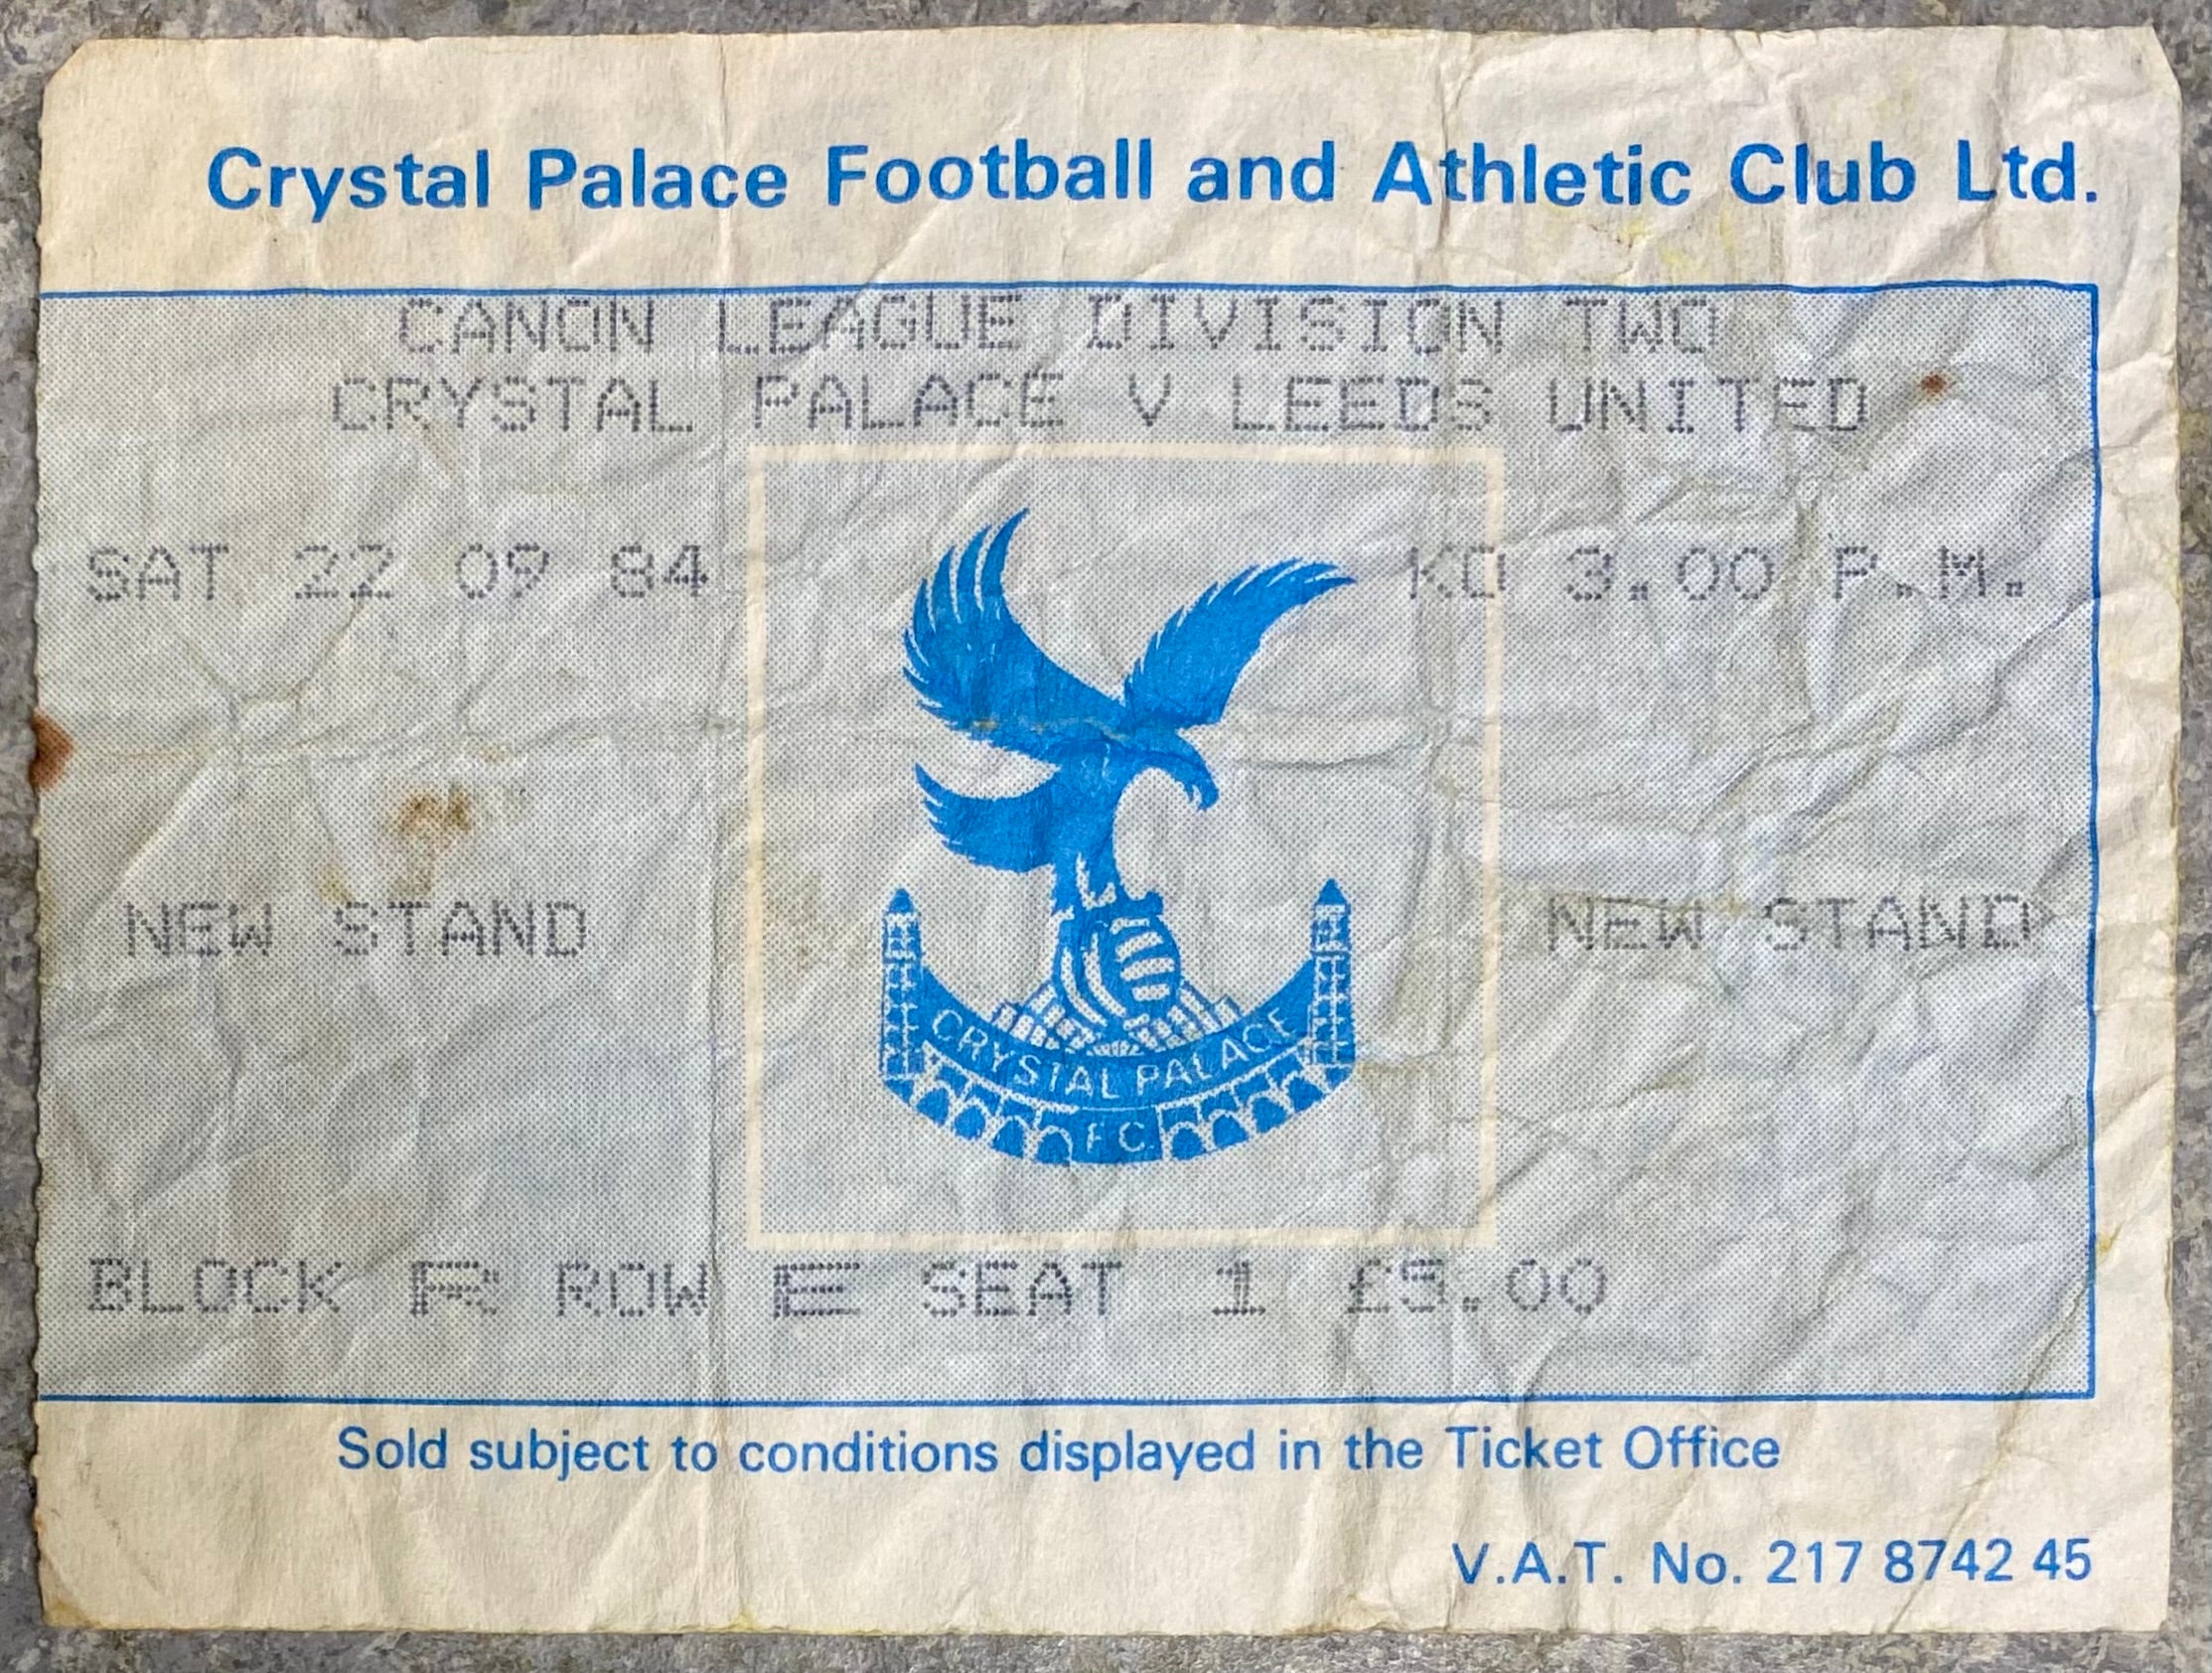 Crystal Palace Football and Athletic Club Ltd.
CANON LEAGUE DIVISION TWO
CRYSTAL PALACE V LEEDS UNITED
SAT 22 09 84 KO 3.00 P.M.
NEW STAND NEW STAND
CRYSTAL PALACE
F.C.
BLOCK R ROW E SEAT 1 £5.00
Sold subject to conditions displayed in the Ticket Office
V.A.T. No. 217 8742 45